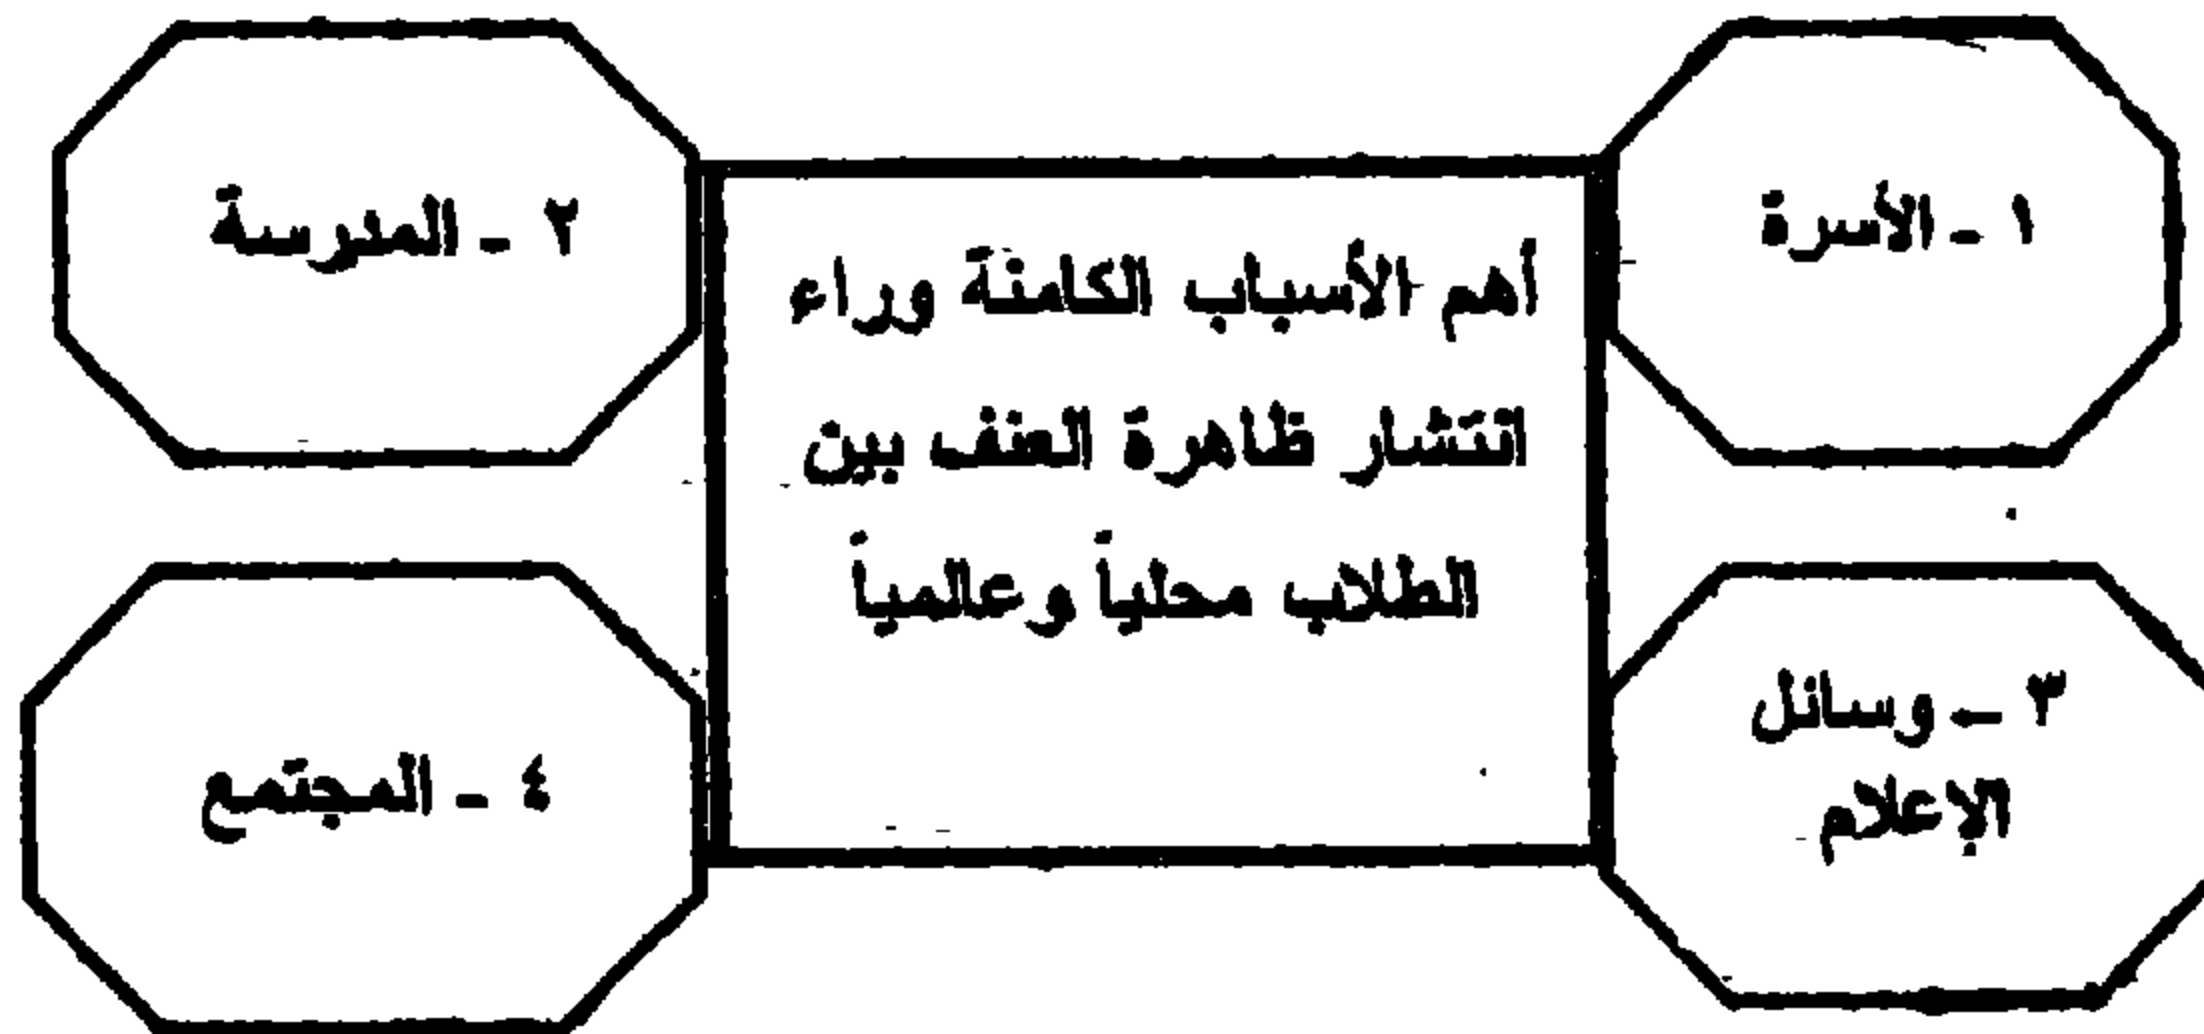 ١ - الأسرة
٢ - المدرسة
أهم الأسباب الكامنة وراء
انتشار ظاهرة العنف بين
الطلاب محلياً وعالمياً
٣ - وسائل
الإعلام
٤ - المجتمع